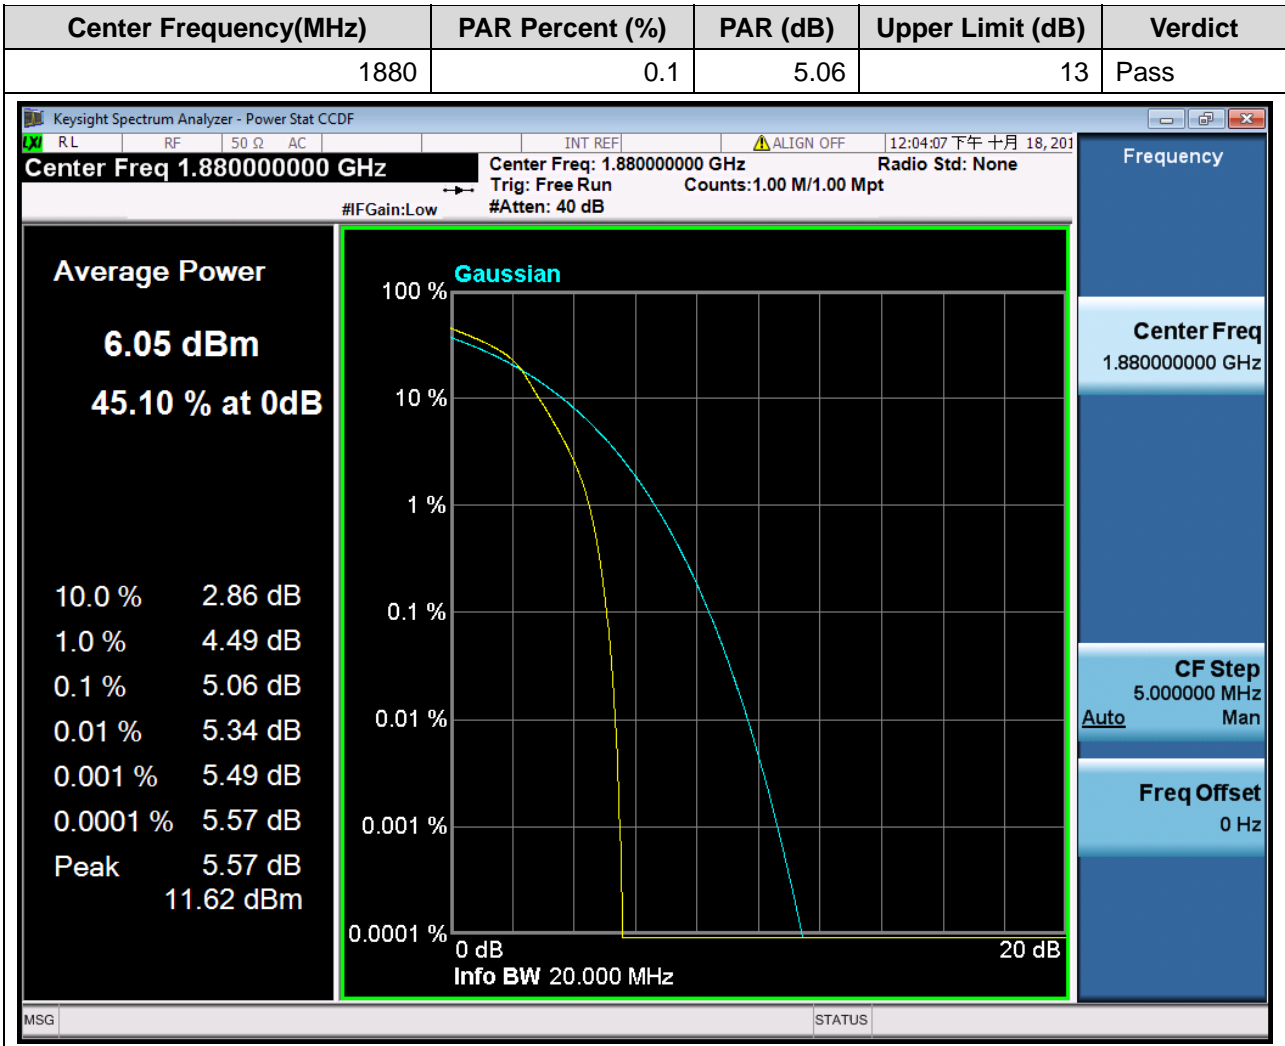 Center Frequency(MHz) PAR Percent (%) PAR (dB) Upper Limit (dB) Verdict
1880 0.1 5.06 13 Pass
Keysight Spectrum Analyzer - Power Stat CCDF
LXI RL RF 50 Ω AC INT REF ALIGN OFF 12:04:07 下午 十月 18, 201
Center Freq 1.880000000 GHz
Center Freq: 1.880000000 GHz Radio Std: None
Trig: Free Run Counts:1.00 M/1.00 Mpt
#IFGain:Low #Atten: 40 dB
Frequency
Average Power
6.05 dBm
45.10 % at 0dB
10.0 % 2.86 dB
1.0 % 4.49 dB
0.1 % 5.06 dB
0.01 % 5.34 dB
0.001 % 5.49 dB
0.0001 % 5.57 dB
Peak 5.57 dB
11.62 dBm
Gaussian
100 %
10 %
1 %
0.1 %
0.01 %
0.001 %
0.0001 %
0 dB 20 dB
Info BW 20.000 MHz
Center Freq
1.880000000 GHz
CF Step
5.000000 MHz
Auto Man
Freq Offset
0 Hz
MSG STATUS